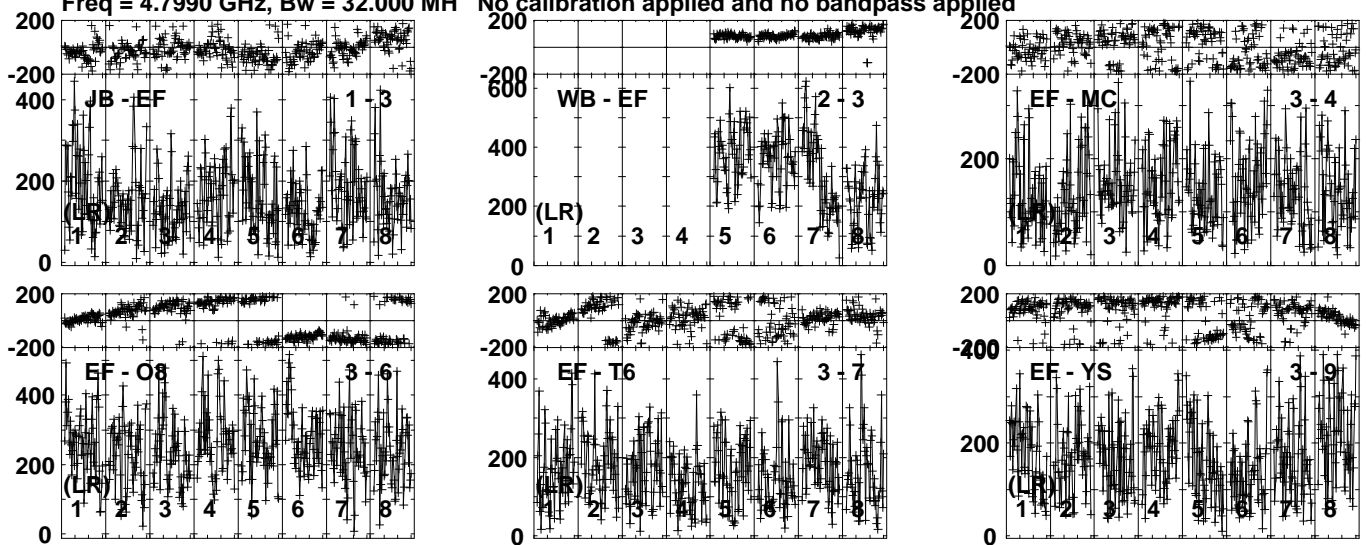 Freq = 4.7990 GHz, Bw = 32.000 MH No calibration applied and no bandpass applied
200
-200
400
200
0
JB - EF 1 - 3
(LR)
1 2 3 4 5 6 7 8
200
-200
600
400
200
0
WB - EF 2 - 3
(LR)
1 2 3 4 5 6 7 8
200
-200
200
0
EF - MC 3 - 4
(LR)
1 2 3 4 5 6 7 8
200
-200
400
200
0
EF - O8 3 - 6
(LR)
1 2 3 4 5 6 7 8
200
-200
400
200
0
EF - T6 3 - 7
(LR)
1 2 3 4 5 6 7 8
200
-200
400
200
0
EF - YS 3 - 9
(LR)
1 2 3 4 5 6 7 8